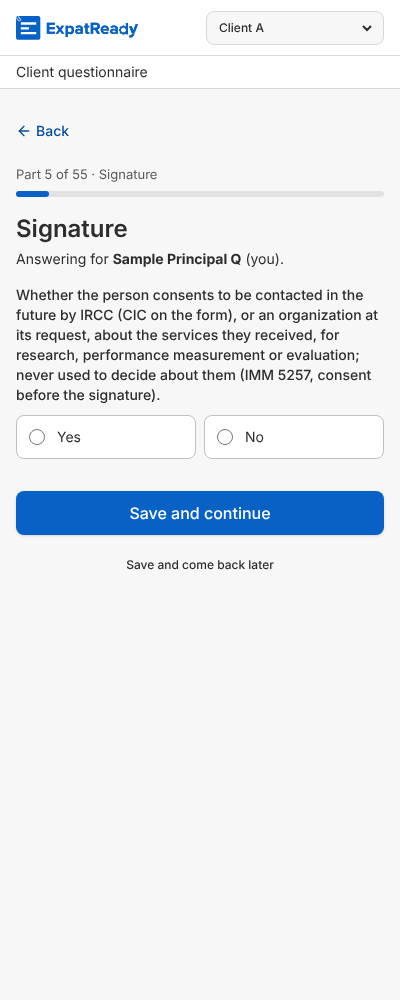 ExpatReady
Client A
Client questionnaire
← Back
Part 5 of 55 · Signature
Signature
Answering for Sample Principal Q (you).
Whether the person consents to be contacted in the
future by IRCC (CIC on the form), or an organization at
its request, about the services they received, for
research, performance measurement or evaluation;
never used to decide about them (IMM 5257, consent
before the signature).
Yes
No
Save and continue
Save and come back later